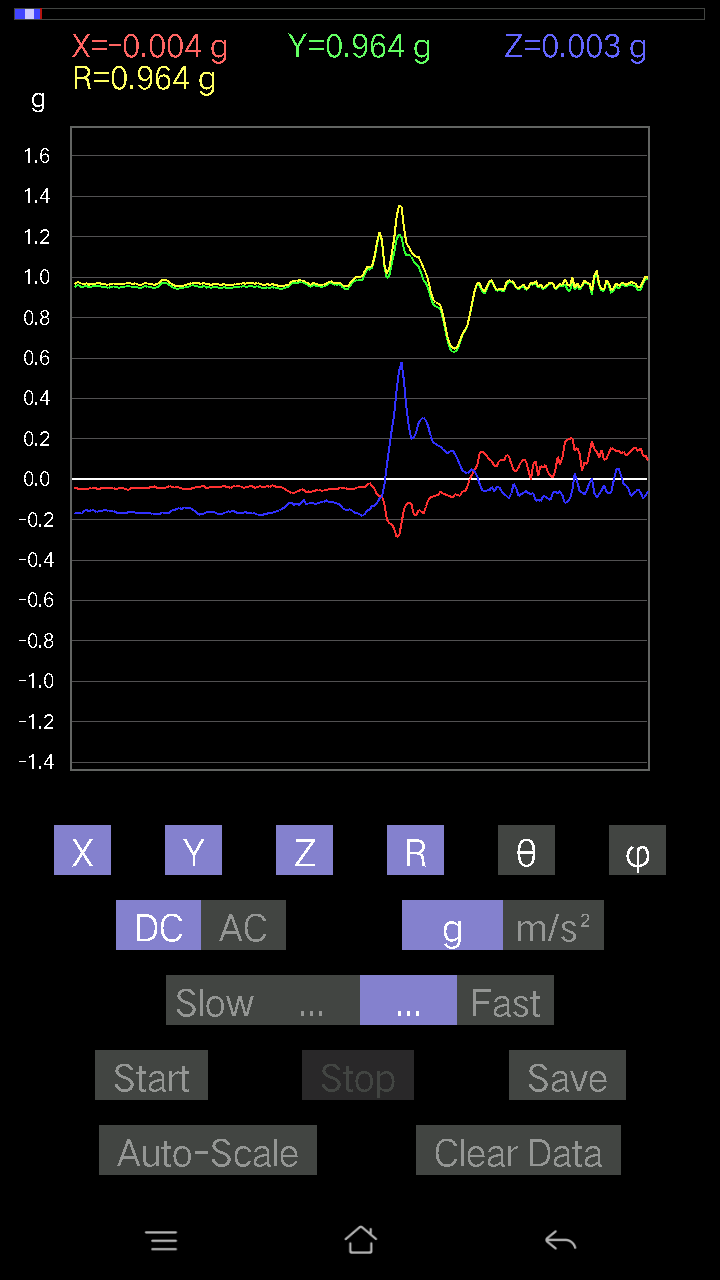 X=-0.004 g Y=0.964 g Z=0.003 g
R=0.964 g
g
1.6
1.4
1.2
1.0
0.8
0.6
0.4
0.2
0.0
-0.2
-0.4
-0.6
-0.8
-1.0
-1.2
-1.4
X Y Z R θ φ
DC AC g m/s²
Slow ... ... Fast
Start Stop Save
Auto-Scale Clear Data